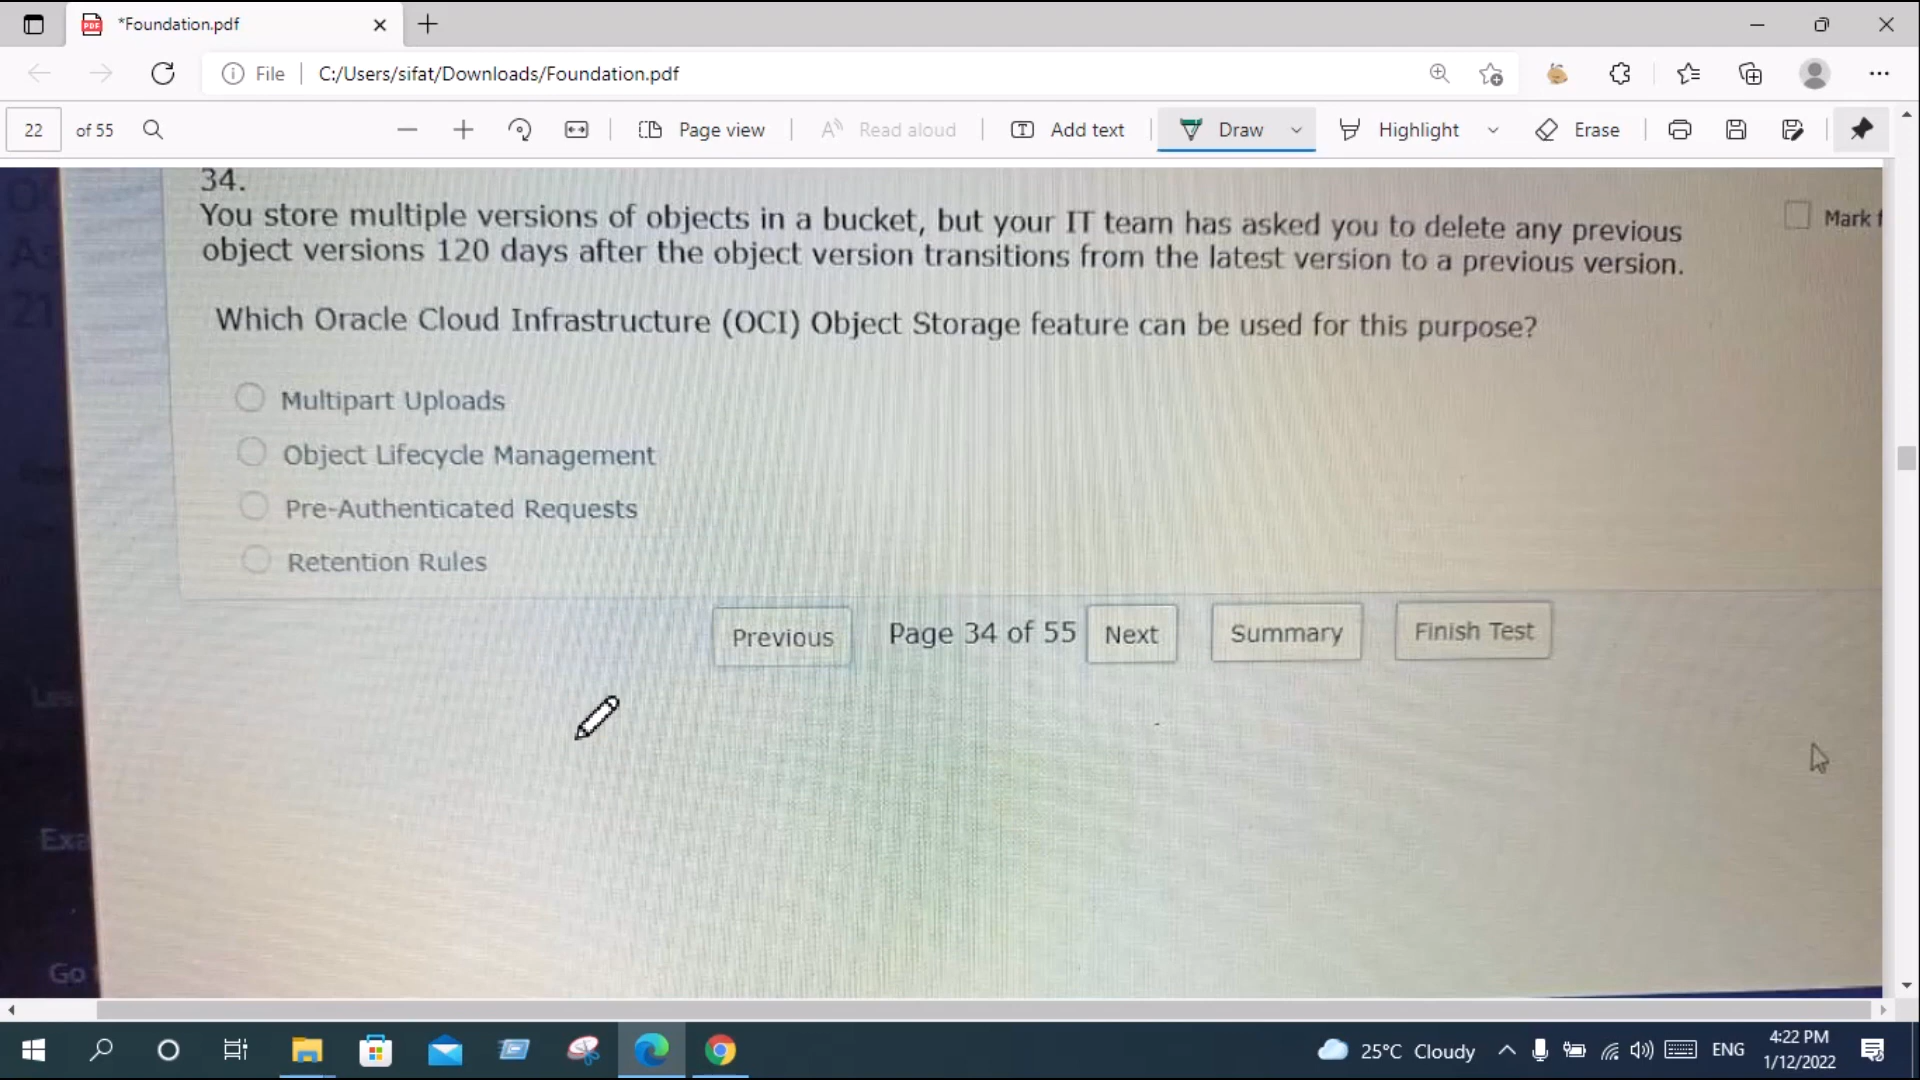 *Foundation.pdf
File
C:/Users/sifat/Downloads/Foundation.pdf
22
of 55
Page view
Read aloud
Add text
Draw
Highlight
Erase
34.
You store multiple versions of objects in a bucket, but your IT team has asked you to delete any previous
object versions 120 days after the object version transitions from the latest version to a previous version.
Mark
Which Oracle Cloud Infrastructure (OCI) Object Storage feature can be used for this purpose?
Multipart Uploads
Object Lifecycle Management
Pre-Authenticated Requests
Retention Rules
Previous
Page 34 of 55
Next
Summary
Finish Test
Go
25°C Cloudy
ENG
4:22 PM
1/12/2022